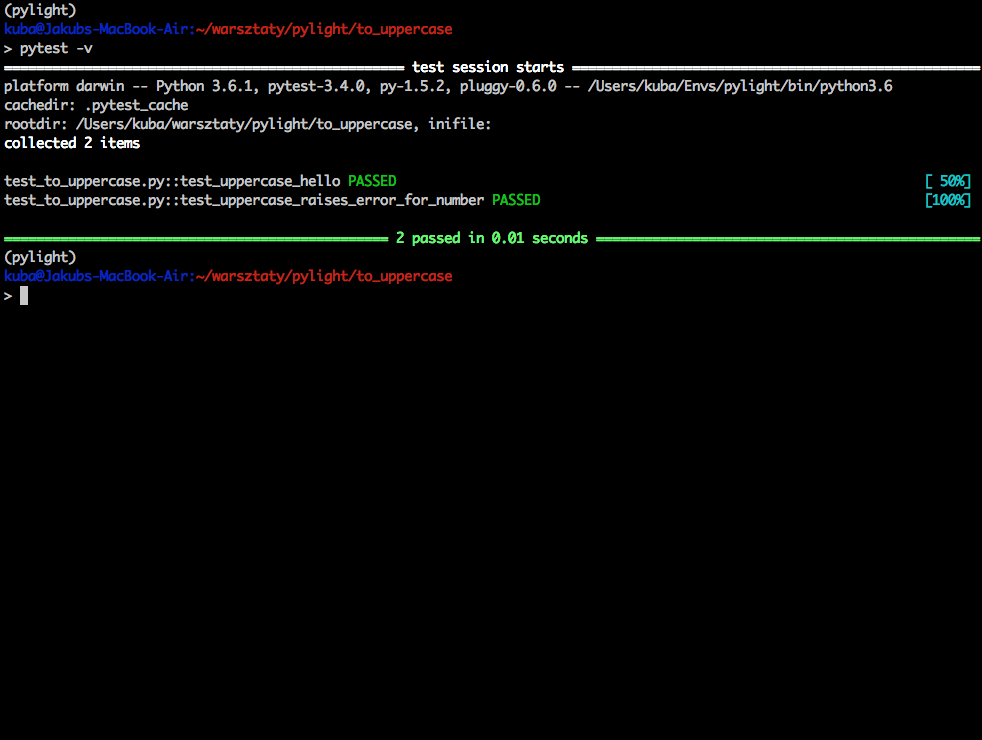 (pylight)
kuba@Jakubs-MacBook-Air:~/warsztaty/pylight/to_uppercase
> pytest -v
test session starts
platform darwin -- Python 3.6.1, pytest-3.4.0, py-1.5.2, pluggy-0.6.0 -- /Users/kuba/Envs/pylight/bin/python3.6
cachedir: .pytest_cache
rootdir: /Users/kuba/warsztaty/pylight/to_uppercase, inifile:
collected 2 items
test_to_uppercase.py::test_uppercase_hello PASSED [ 50%]
test_to_uppercase.py::test_uppercase_raises_error_for_number PASSED [100%]
2 passed in 0.01 seconds
(pylight)
kuba@Jakubs-MacBook-Air:~/warsztaty/pylight/to_uppercase
>